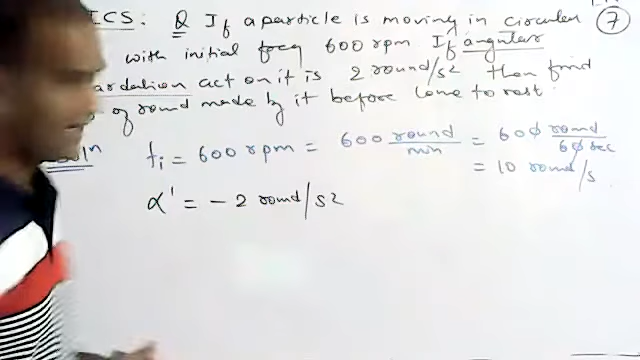 ICS: Q If a particle is moving in circular 7
with initial freq 600 rpm If angular
ardation act on it is 2 round/s² then find
of round made by it before come to rest.
soln fi = 600 rpm = 600 round/min = 600 round/60 sec
= 10 round/s
α' = - 2 round/s2